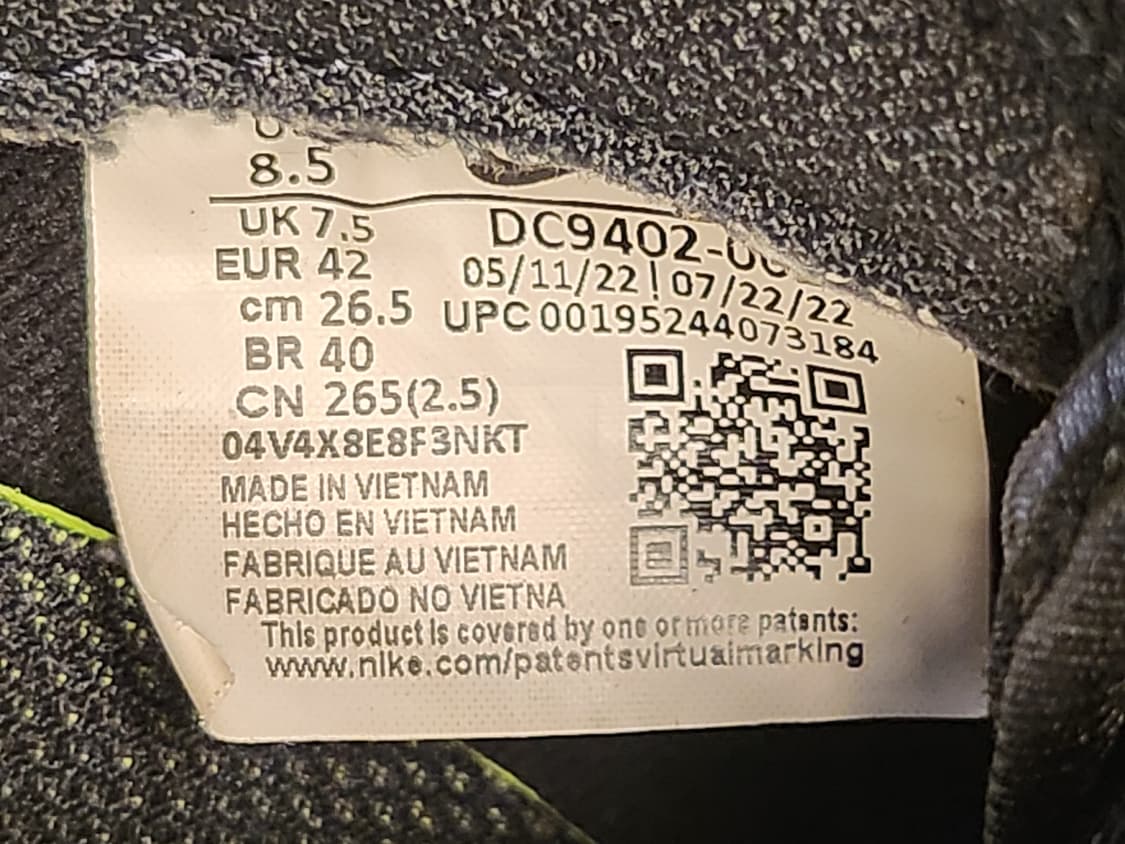 8.5
UK 7.5
EUR 42
cm 26.5
BR 40
CN 265(2.5)
04V4X8E8F3NKT
MADE IN VIETNAM
HECHO EN VIETNAM
FABRIQUE AU VIETNAM
FABRICADO NO VIETNA
DC9402-
05/11/22 | 07/22/22
UPC 00195244073184
This product is covered by one or more patents:
www.nike.com/patentsvirtualmarking